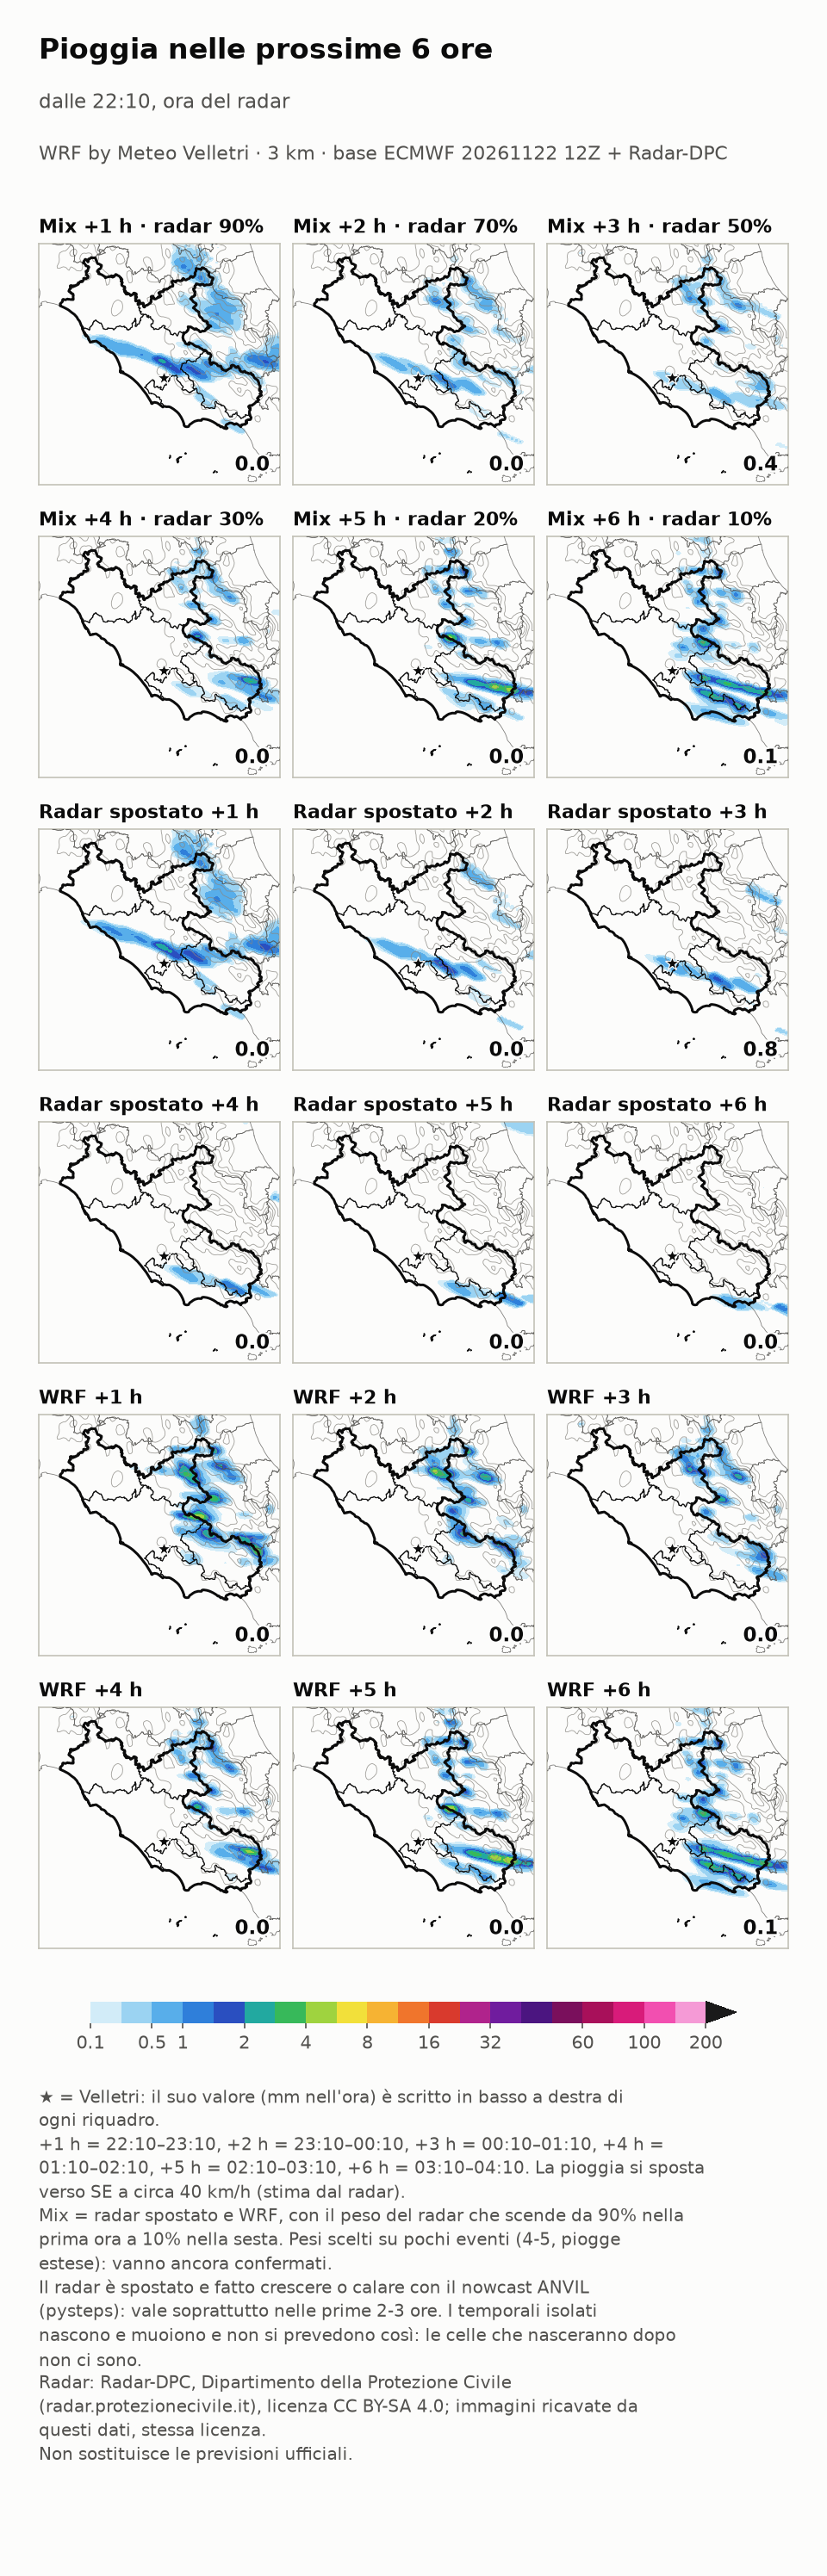 Pioggia nelle prossime 6 ore
dalle 22:10, ora del radar
WRF by Meteo Velletri · 3 km · base ECMWF 20261122 12Z + Radar-DPC
Mix +1 h · radar 90%
Mix +2 h · radar 70%
Mix +3 h · radar 50%
0.0
0.0
0.4
Mix +4 h · radar 30%
Mix +5 h · radar 20%
Mix +6 h · radar 10%
0.0
0.0
0.1
Radar spostato +1 h
Radar spostato +2 h
Radar spostato +3 h
0.0
0.0
0.8
Radar spostato +4 h
Radar spostato +5 h
Radar spostato +6 h
0.0
0.0
0.0
WRF +1 h
WRF +2 h
WRF +3 h
0.0
0.0
0.0
WRF +4 h
WRF +5 h
WRF +6 h
0.0
0.0
0.1
0.1 0.5 1 2 4 8 16 32 60 100 200
★ = Velletri: il suo valore (mm nell'ora) è scritto in basso a destra di
ogni riquadro.
+1 h = 22:10–23:10, +2 h = 23:10–00:10, +3 h = 00:10–01:10, +4 h =
01:10–02:10, +5 h = 02:10–03:10, +6 h = 03:10–04:10. La pioggia si sposta
verso SE a circa 40 km/h (stima dal radar).
Mix = radar spostato e WRF, con il peso del radar che scende da 90% nella
prima ora a 10% nella sesta. Pesi scelti su pochi eventi (4-5, piogge
estese): vanno ancora confermati.
Il radar è spostato e fatto crescere o calare con il nowcast ANVIL
(pysteps): vale soprattutto nelle prime 2-3 ore. I temporali isolati
nascono e muoiono e non si prevedono così: le celle che nasceranno dopo
non ci sono.
Radar: Radar-DPC, Dipartimento della Protezione Civile
(radar.protezionecivile.it), licenza CC BY-SA 4.0; immagini ricavate da
questi dati, stessa licenza.
Non sostituisce le previsioni ufficiali.